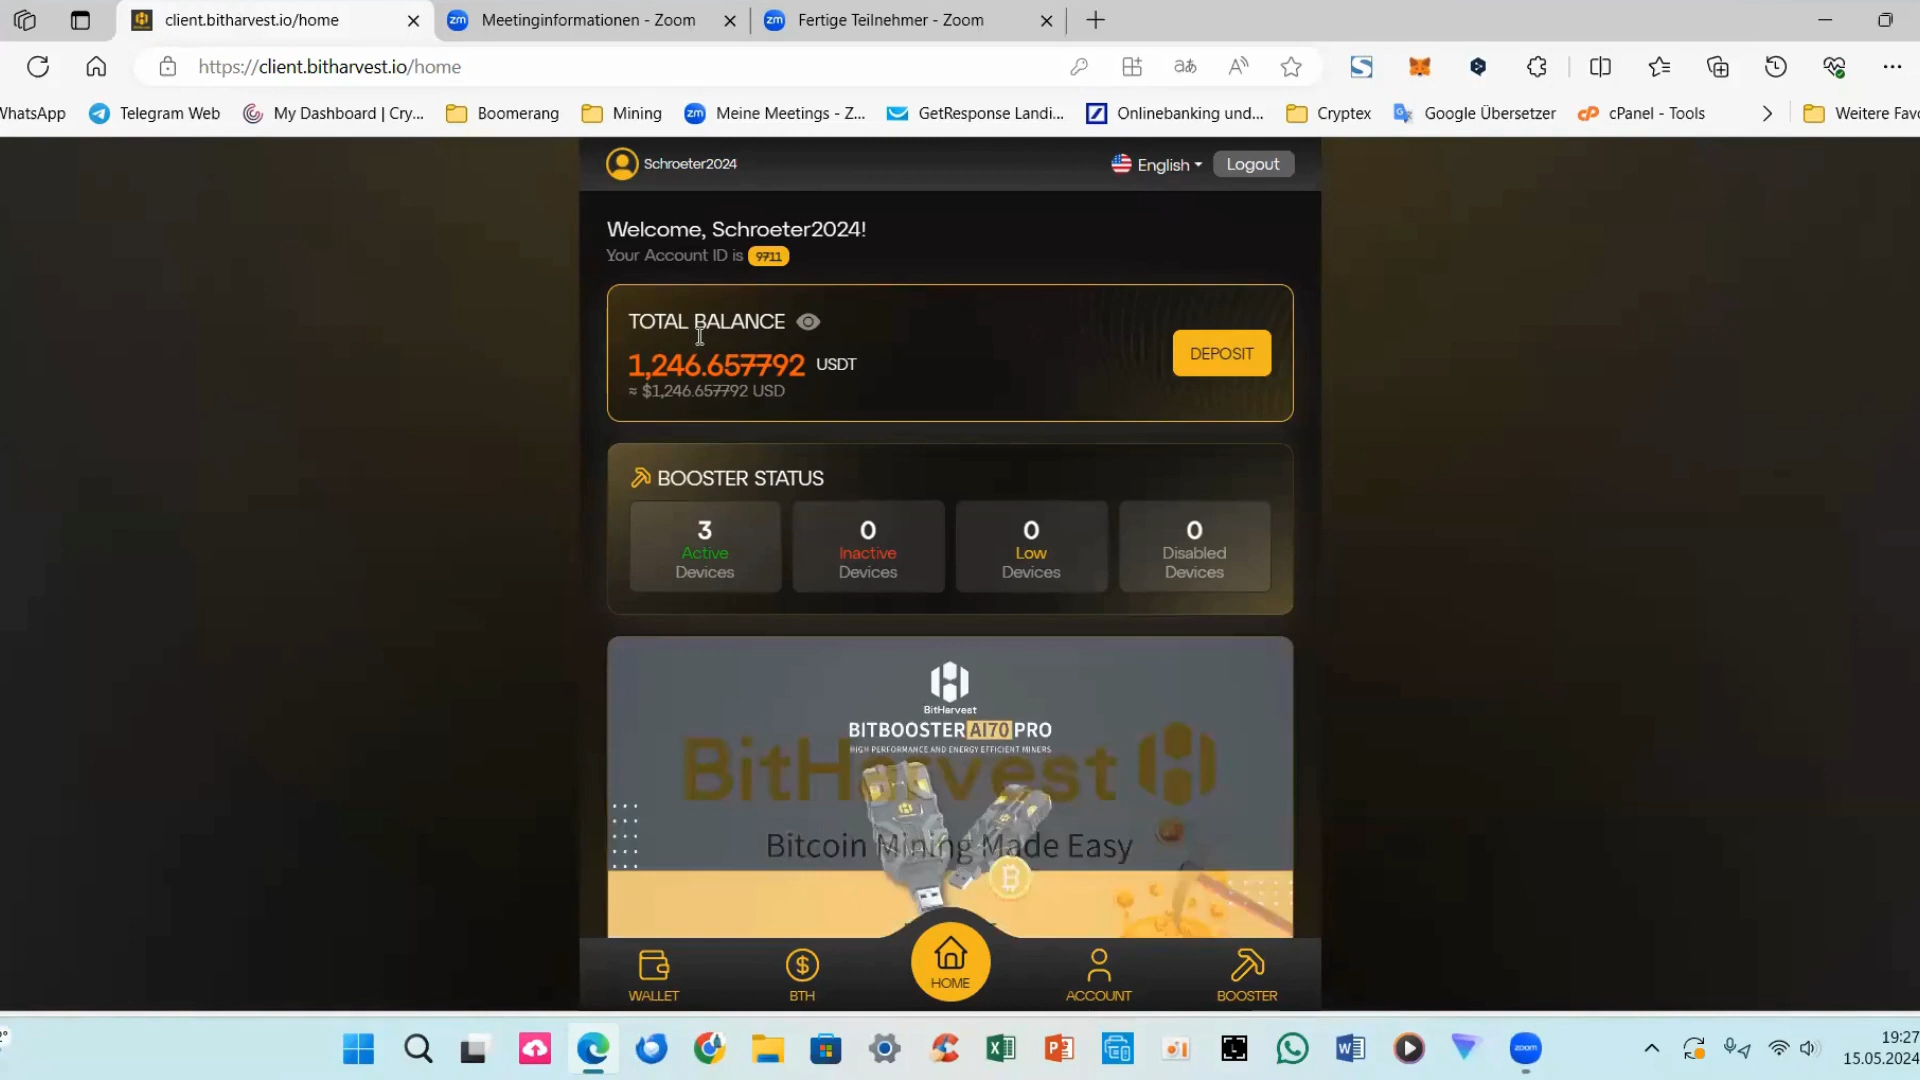 client.bitharvest.io/home
Meetinginformationen - Zoom
Fertige Teilnehmer - Zoom
https://client.bitharvest.io/home
WhatsApp
Telegram Web
My Dashboard | Cry...
Boomerang
Mining
Meine Meetings - Z...
GetResponse Landi...
Onlinebanking und...
Cryptex
Google Übersetzer
cPanel - Tools
Weitere Favo
Schroeter2024
English
Logout
Welcome, Schroeter2024!
Your Account ID is 9711
TOTAL BALANCE
1,246.657792 USDT
≈ $1,246.657792 USD
DEPOSIT
BOOSTER STATUS
3
Active
Devices
0
Inactive
Devices
0
Low
Devices
0
Disabled
Devices
BitHarvest
BITBOOSTER AI70 PRO
HIGH PERFORMANCE AND ENERGY EFFICIENT MINERS
BitHarvest
Bitcoin Mining Made Easy
WALLET
BTH
HOME
ACCOUNT
BOOSTER
19:27
15.05.2024